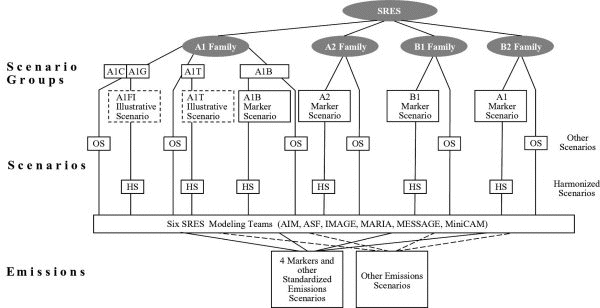 SRES
A1 Family
A2 Family
B1 Family
B2 Family
Scenario
Groups
A1C
A1G
A1T
A1B
A1FI
Illustrative
Scenario
A1T
Illustrative
Scenario
A1B
Marker
Scenario
A2
Marker
Scenario
B1
Marker
Scenario
A1
Marker
Scenario
OS
OS
OS
OS
OS
OS
Other
Scenarios
Scenarios
HS
HS
HS
HS
HS
HS
Harmonized
Scenarios
Six SRES Modeling Teams (AIM, ASF, IMAGE, MARIA, MESSAGE, MiniCAM)
Emissions
4 Markers and
other
Standardized
Emissions
Scenarios
Other Emissions
Scenarios